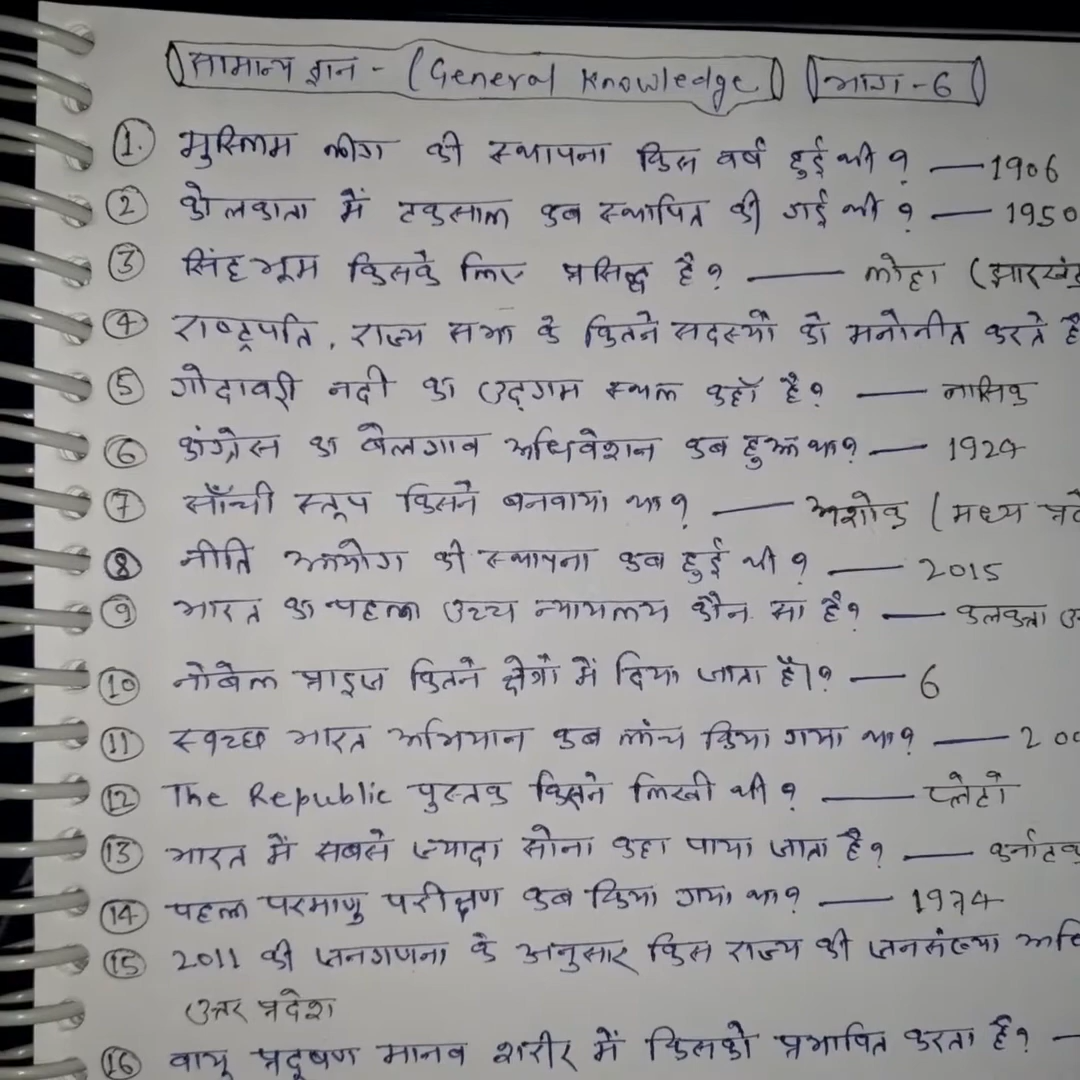 सामान्य ज्ञान - (General Knowledge) भाग - 6
1. मुस्लिम लीग की स्थापना किस वर्ष हुई थी ? — 1906
2 कोलकाता में टकसाल कब स्थापित की गई थी ? — 1950
3 सिंहभूम किसके लिए प्रसिद्ध है ? — लोहा (झारखंड
4 राष्ट्रपति, राज्य सभा के कितने सदस्यों को मनोनीत करते है
5 गोदावरी नदी का उद्गम स्थल कहाँ है ? — नासिक
6 कांग्रेस का बेलगाव अधिवेशन कब हुआ था ? — 1924
7 साँची स्तूप किसने बनवाया था ? — अशोक (मध्य प्रदे
8 नीति आयोग की स्थापना कब हुई थी ? — 2015
9 भारत का पहला उच्च न्यायलय कौन सा है ? — कलकत्ता उ
10 नोबेल प्राइज कितने क्षेत्रों में दिया जाता है। ? — 6
11 स्वच्छ भारत अभियान कब लांच किया गया था ? — 200
12 The Republic पुस्तक किसने लिखी थी ? — प्लेटो
13 भारत में सबसे ज्यादा सोना कहा पाया जाता है ? — कर्नाटक
14 पहला परमाणु परीक्षण कब किया गया था ? — 1974
15 2011 की जनगणना के अनुसार किस राज्य की जनसंख्या अधि
उत्तर प्रदेश
16 वायु प्रदूषण मानव शरीर में किसको प्रभावित करता है ? —